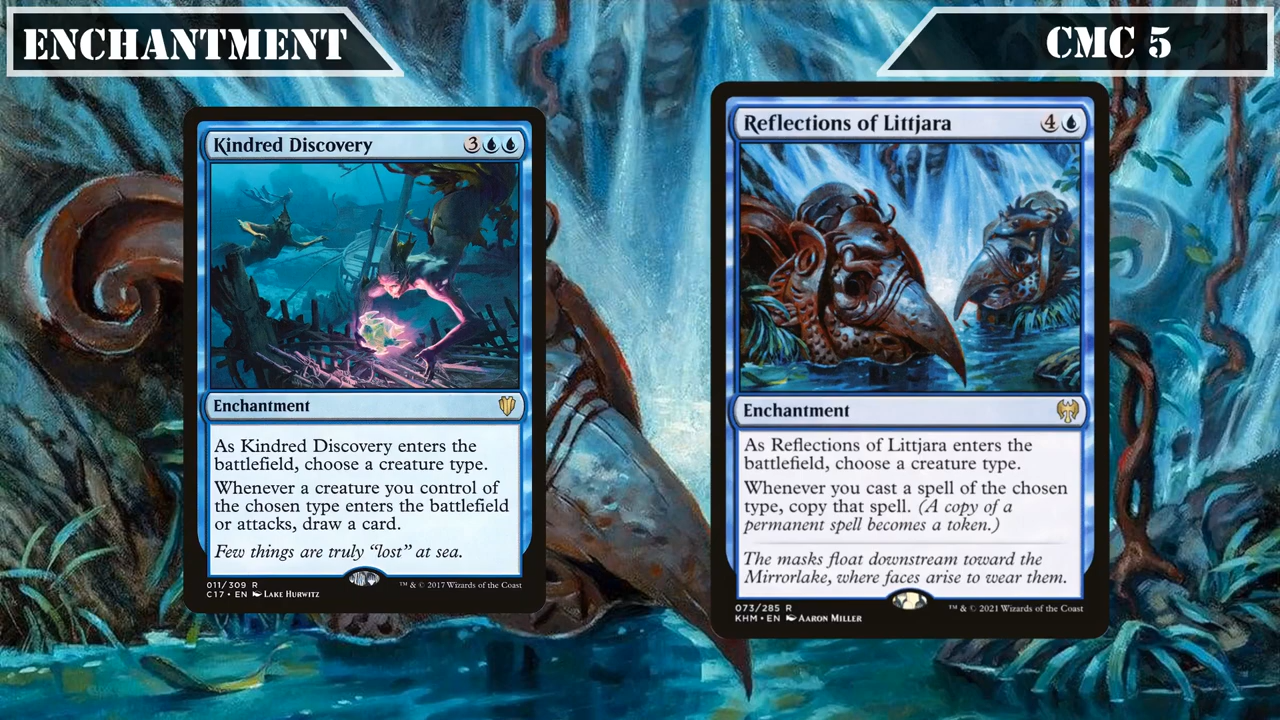 ENCHANTMENT
CMC 5
Kindred Discovery
3
Enchantment
As Kindred Discovery enters the
battlefield, choose a creature type.
Whenever a creature you control of
the chosen type enters the battlefield
or attacks, draw a card.
Few things are truly “lost” at sea.
011/309 R
C17 • EN LAKE HURWITZ
™ & © 2017 Wizards of the Coast
Reflections of Littjara
4
Enchantment
As Reflections of Littjara enters the
battlefield, choose a creature type.
Whenever you cast a spell of the chosen
type, copy that spell. (A copy of a
permanent spell becomes a token.)
The masks float downstream toward the
Mirrorlake, where faces arise to wear them.
073/285 R
KHM • EN AARON MILLER
™ & © 2021 Wizards of the Coast